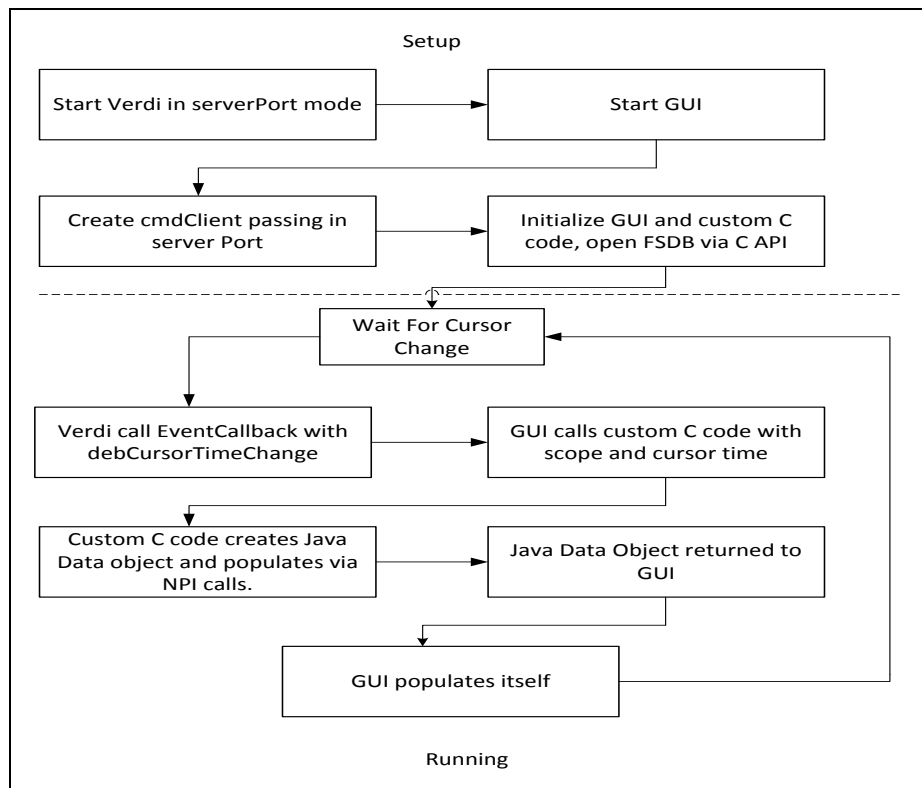 Setup
Start Verdi in serverPort mode
Start GUI
Create cmdClient passing in
server Port
Initialize GUI and custom C
code, open FSDB via C API
Wait For Cursor
Change
Verdi call EventCallback with
debCursorTimeChange
GUI calls custom C code with
scope and cursor time
Custom C code creates Java
Data object and populates via
NPI calls.
Java Data Object returned to
GUI
GUI populates itself
Running